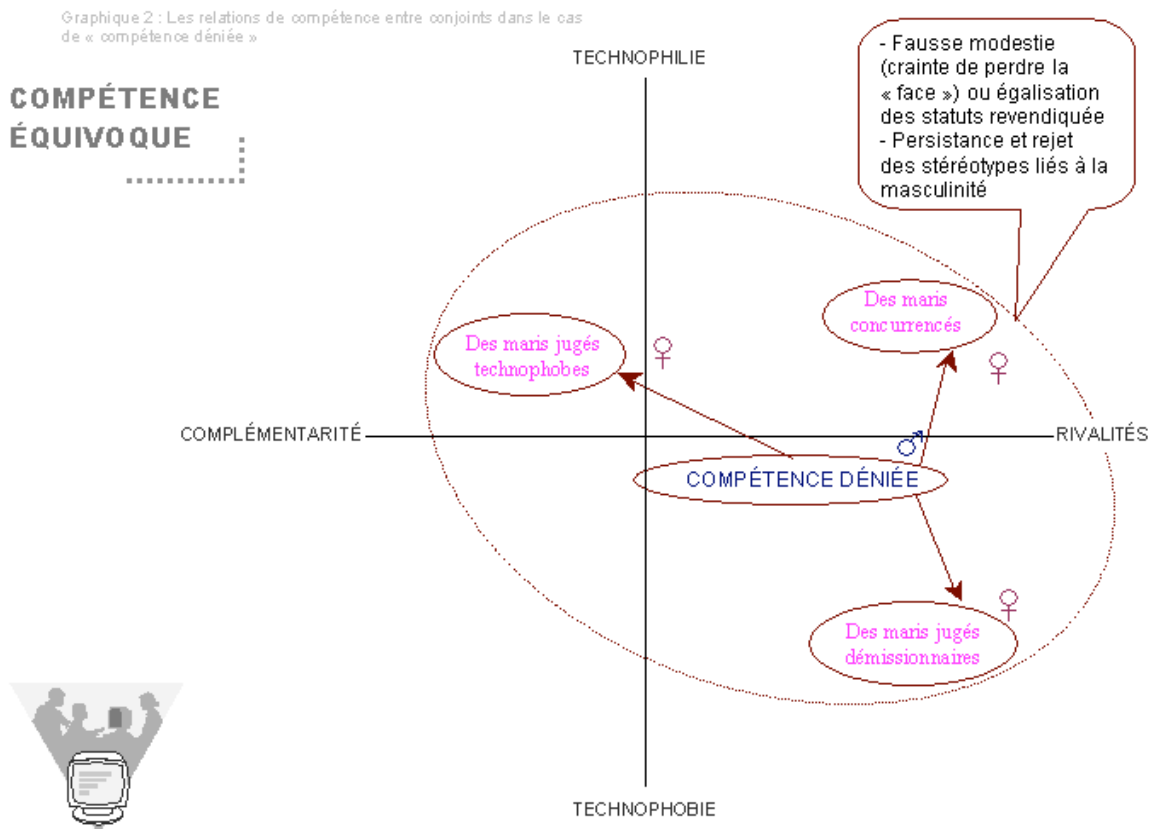 Graphique 2 : Les relations de compétence entre conjoints dans le cas
de « compétence déniée »
COMPÉTENCE
ÉQUIVOQUE
TECHNOPHILIE
- Fausse modestie
(crainte de perdre la
« face ») ou égalisation
des statuts revendiquée
- Persistance et rejet
des stéréotypes liés à la
masculinité
Des maris
concurrencés
Des maris jugés
technophobes
COMPLÉMENTARITÉ
RIVALITÉS
COMPÉTENCE DÉNIÉE
Des maris jugés
démissionnaires
TECHNOPHOBIE